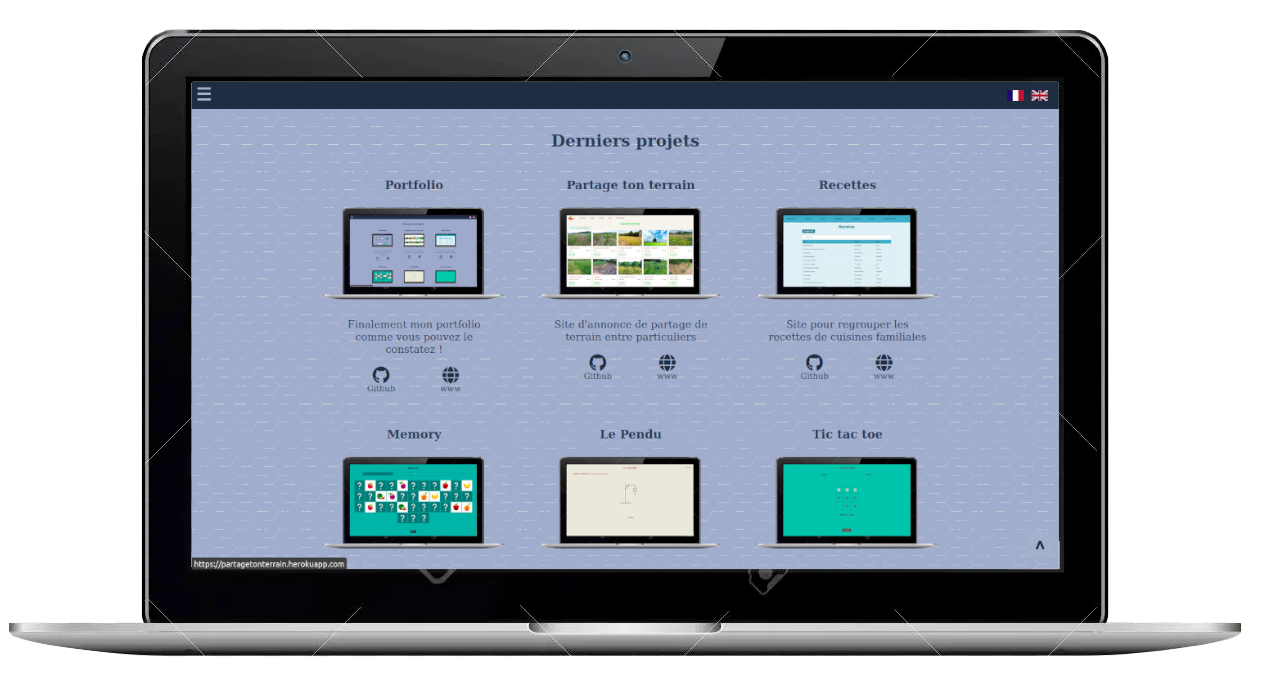 Derniers projets
Portfolio
Partage ton terrain
Recettes
Recettes
Finalement mon portfolio
comme vous pouvez le
constatez !
Site d'annonce de partage de
terrain entre particuliers
Site pour regrouper les
recettes de cuisines familiales
Github
www
Github
www
Github
www
Memory
Le Pendu
Tic tac toe
? ? ? ? ? ? ?
? ? ? ? ? ?
? ? ? ? ? ? ?
? ? ?
^
https://partagetonterrain.herokuapp.com